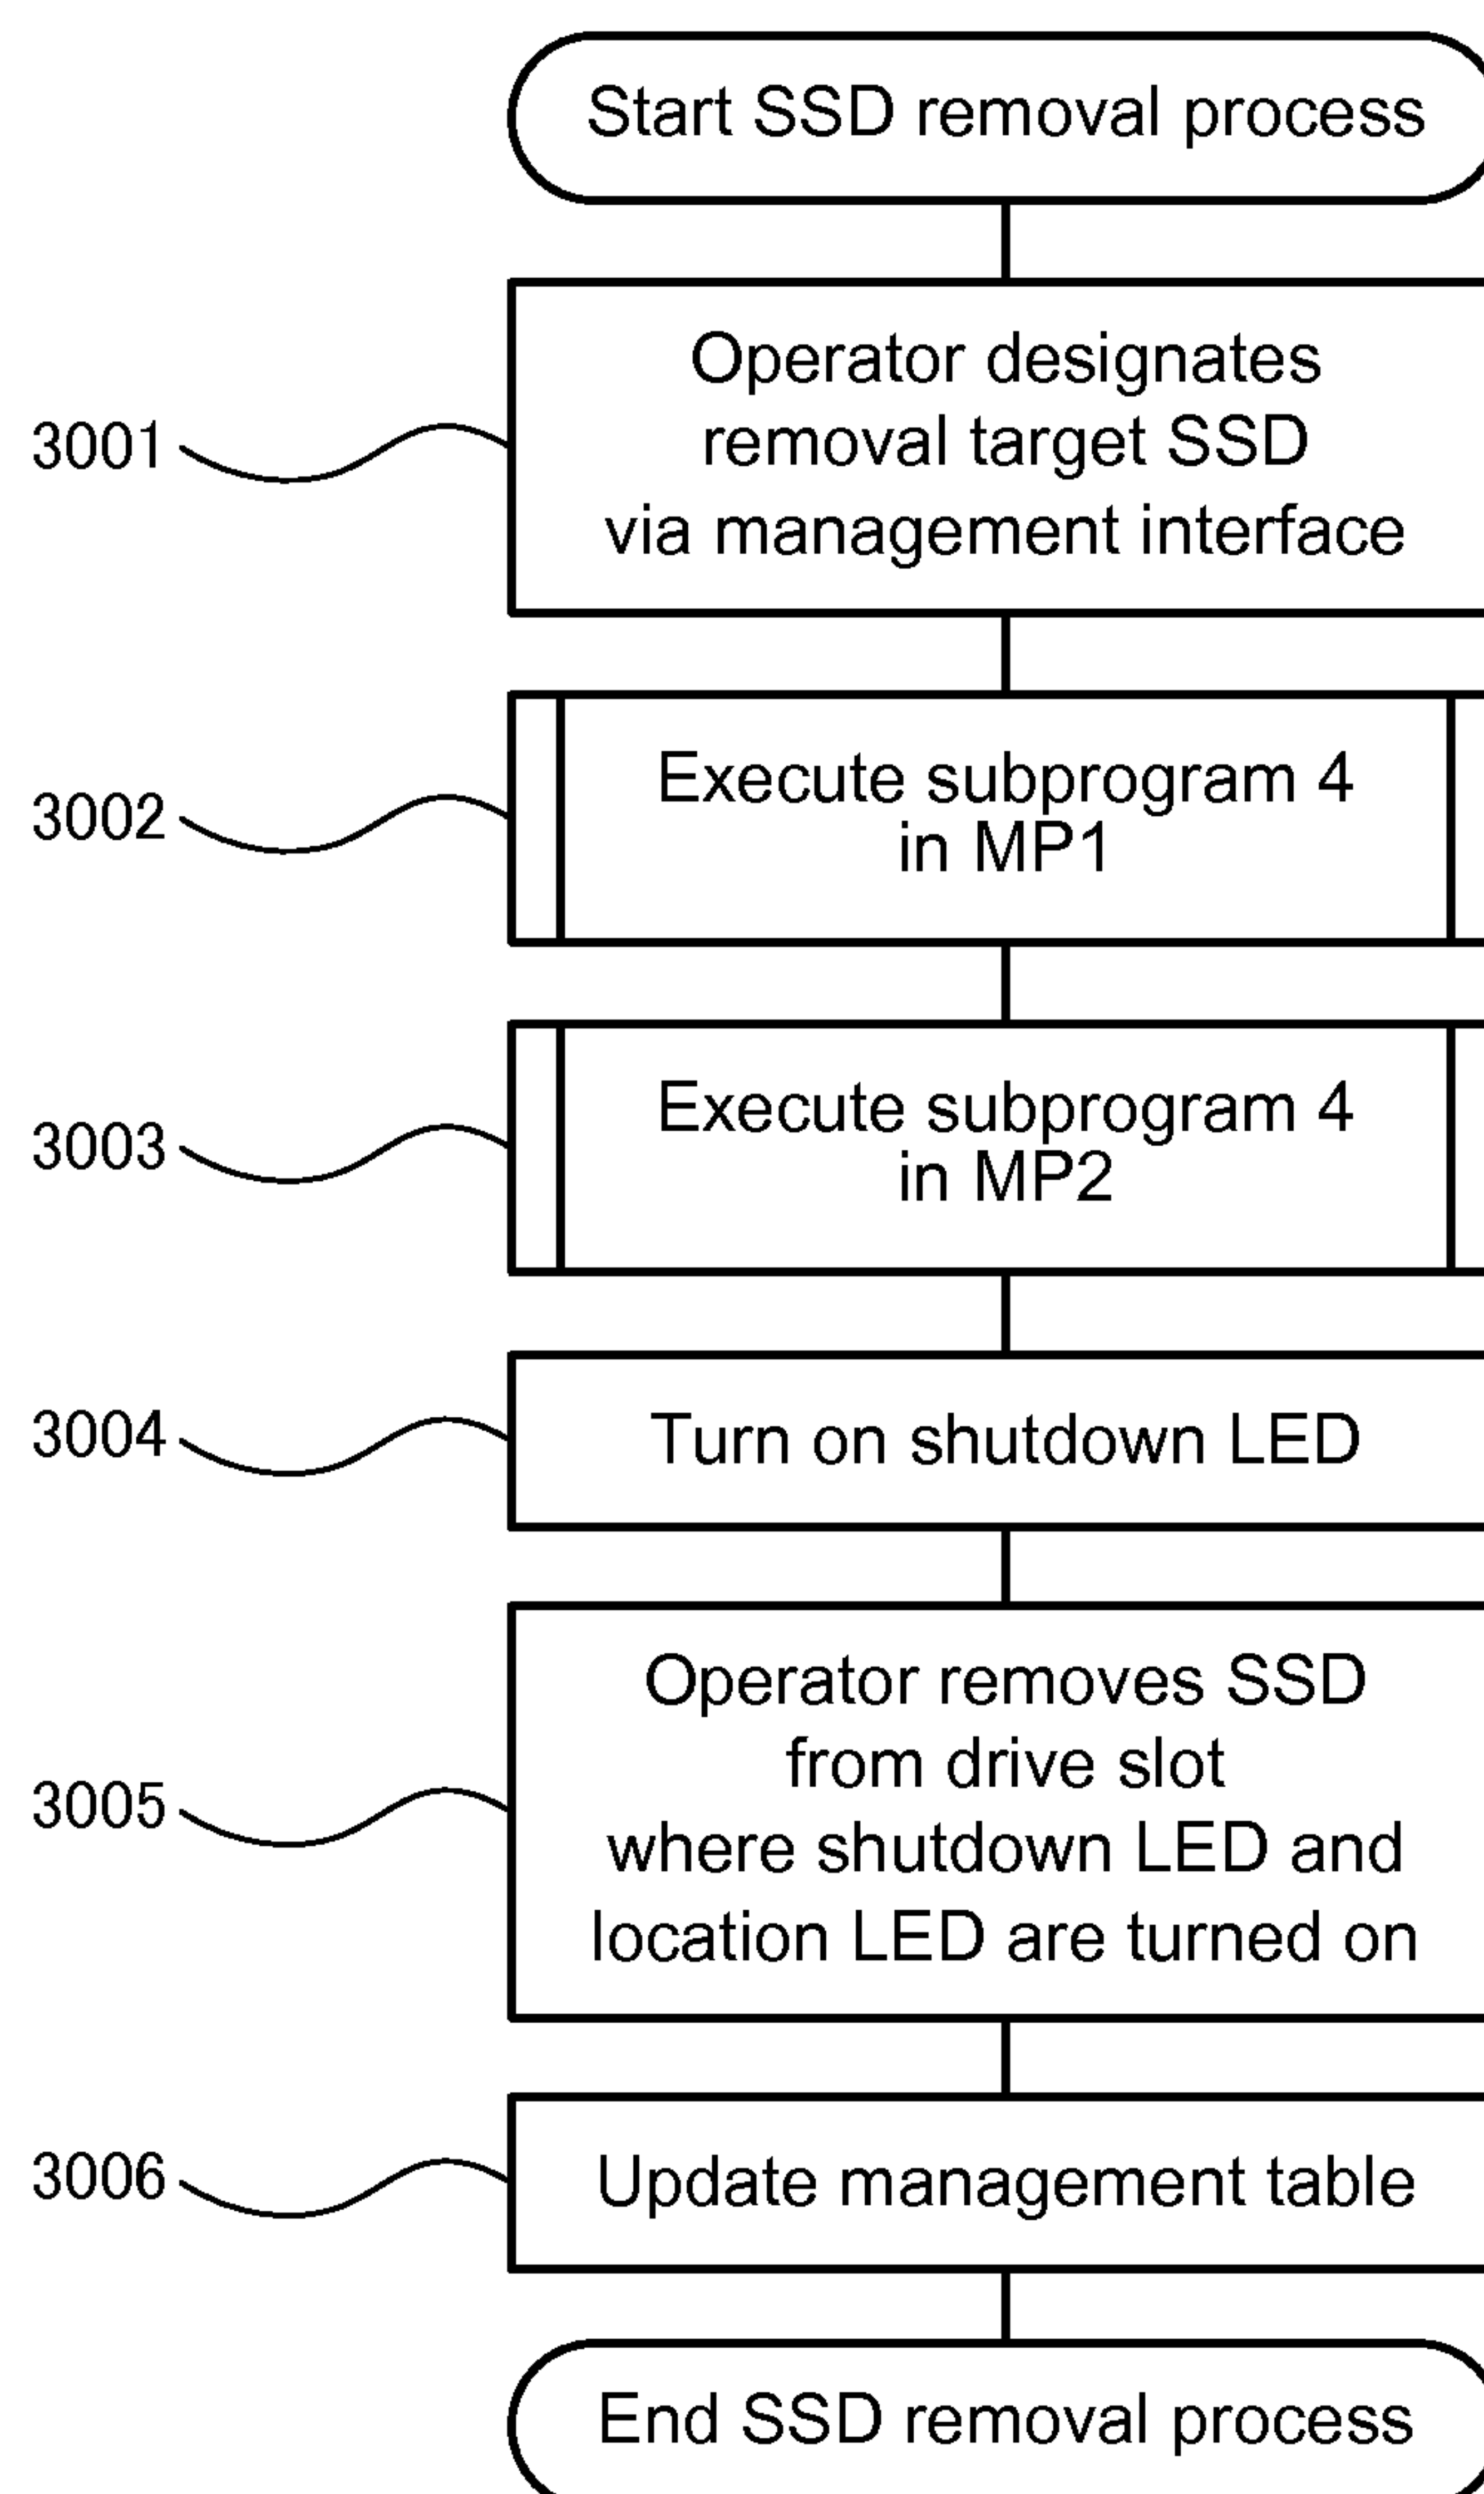 Start SSD removal process
Operator designates
removal target SSD
via management interface
3001
Execute subprogram 4
in MP1
3002
Execute subprogram 4
in MP2
3003
Turn on shutdown LED
3004
Operator removes SSD
from drive slot
where shutdown LED and
location LED are turned on
3005
Update management table
3006
End SSD removal process